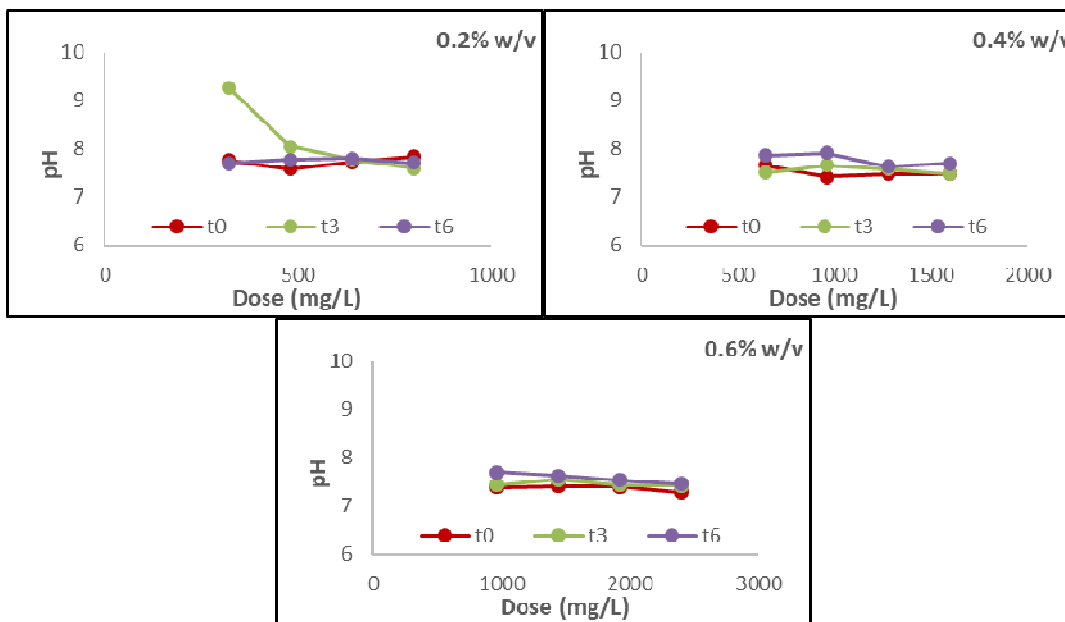 0.2% w/v
10
9
8
7
6
pH
t0 t3 t6
0 500 1000
Dose (mg/L)
0.4% w/v
10
9
8
7
6
pH
t0 t3 t6
0 500 1000 1500 2000
Dose (mg/L)
0.6% w/v
10
9
8
7
6
pH
t0 t3 t6
0 1000 2000 3000
Dose (mg/L)